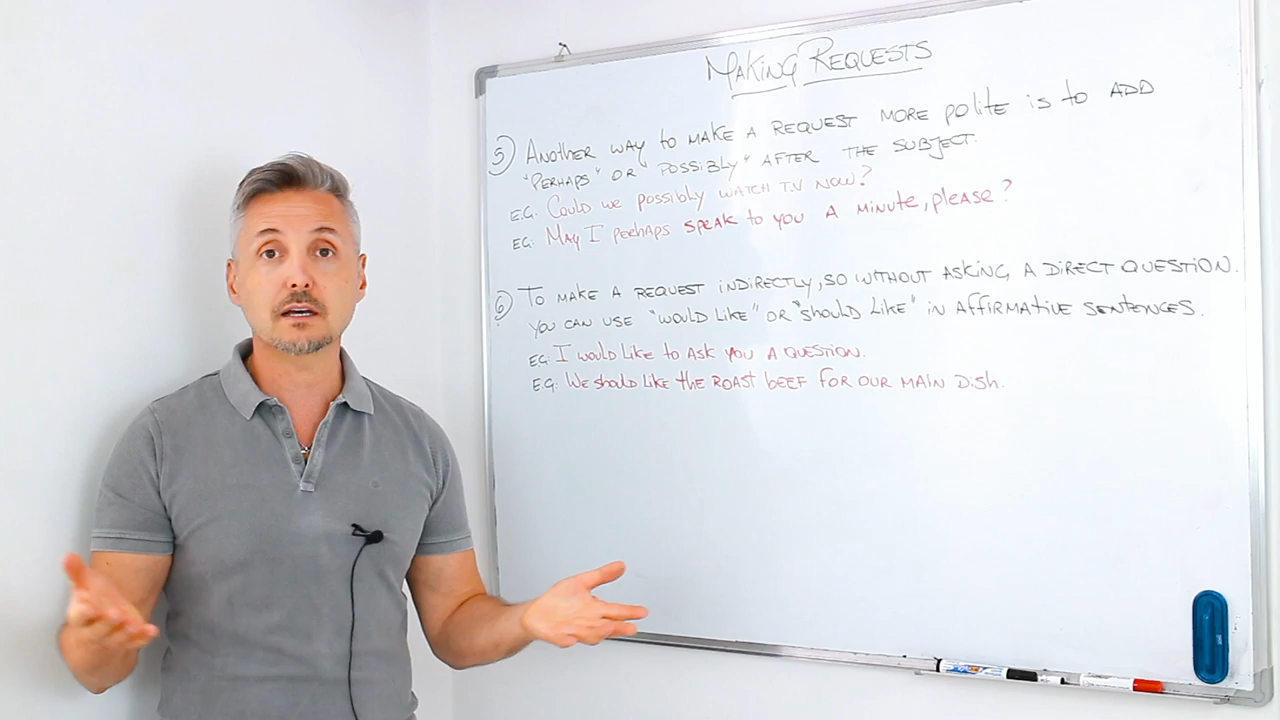 Making Requests
5) Another way to make a request more polite is to add
"perhaps" or "possibly" after the subject.
E.G. Could we possibly watch T.V now?
EG: May I perhaps speak to you a minute, please?
6) To make a request indirectly, so without asking a direct question.
you can use "would like" or "should like" in affirmative sentences.
EG: I would like to ask you a question.
E.G: We should like the roast beef for our main dish.